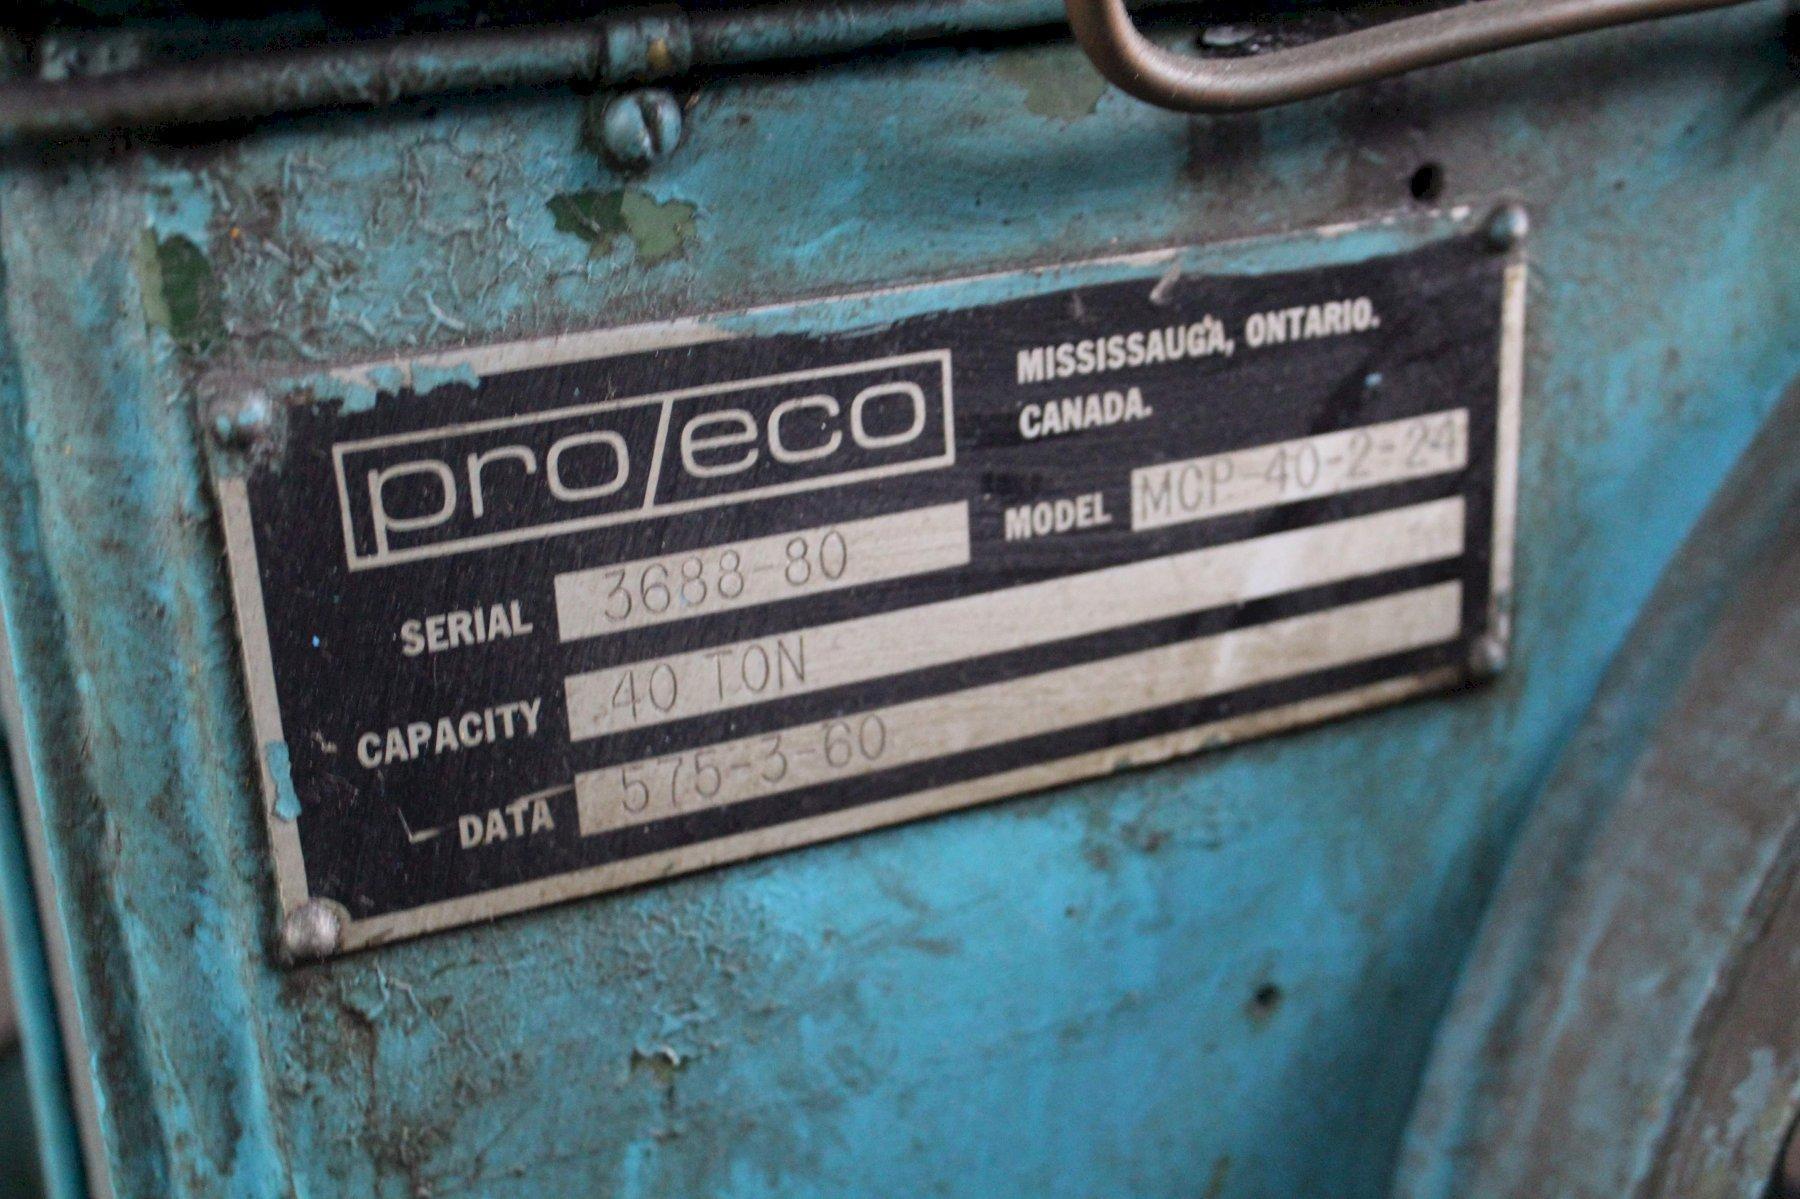 pro/eco
MISSISSAUGA, ONTARIO.
CANADA.
SERIAL 3688-80
MODEL MCP-40-2-24
CAPACITY 40 TON
DATA 575-3-60